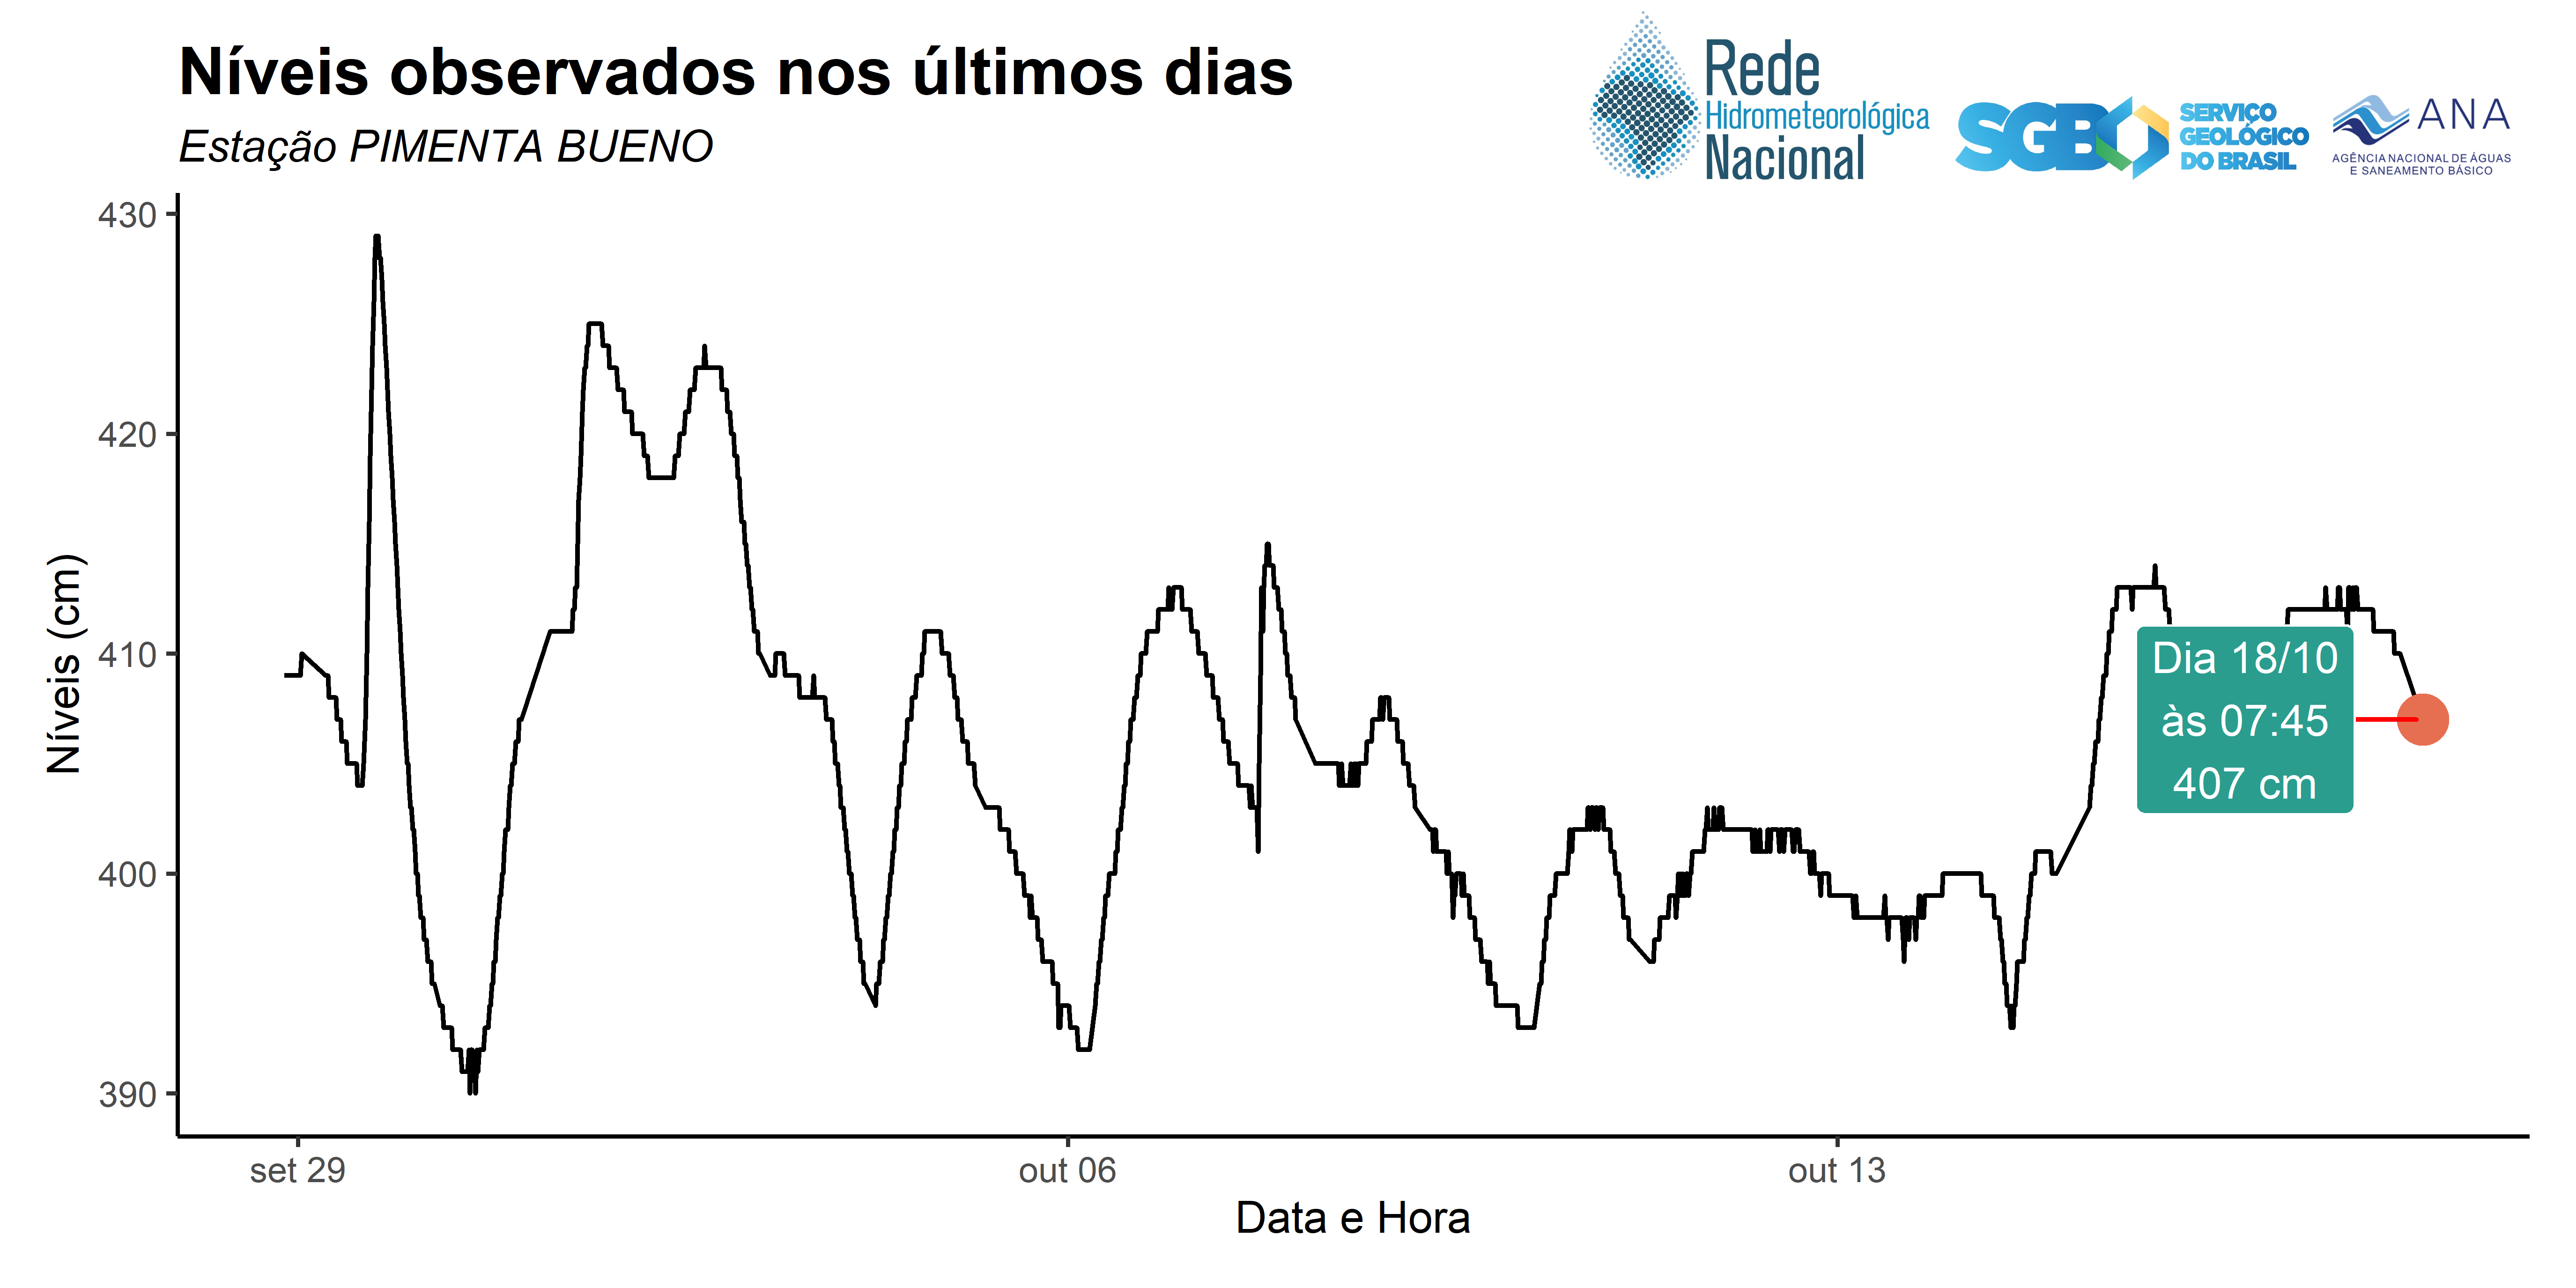 Níveis observados nos últimos dias
Estação PIMENTA BUENO
Rede
Hidrometeorológica
Nacional
SGB
SERVIÇO
GEOLÓGICO
DO BRASIL
ANA
AGÊNCIA NACIONAL DE ÁGUAS
E SANEAMENTO BÁSICO
Níveis (cm)
430
420
410
400
390
Dia 18/10
às 07:45
407 cm
set 29
out 06
out 13
Data e Hora